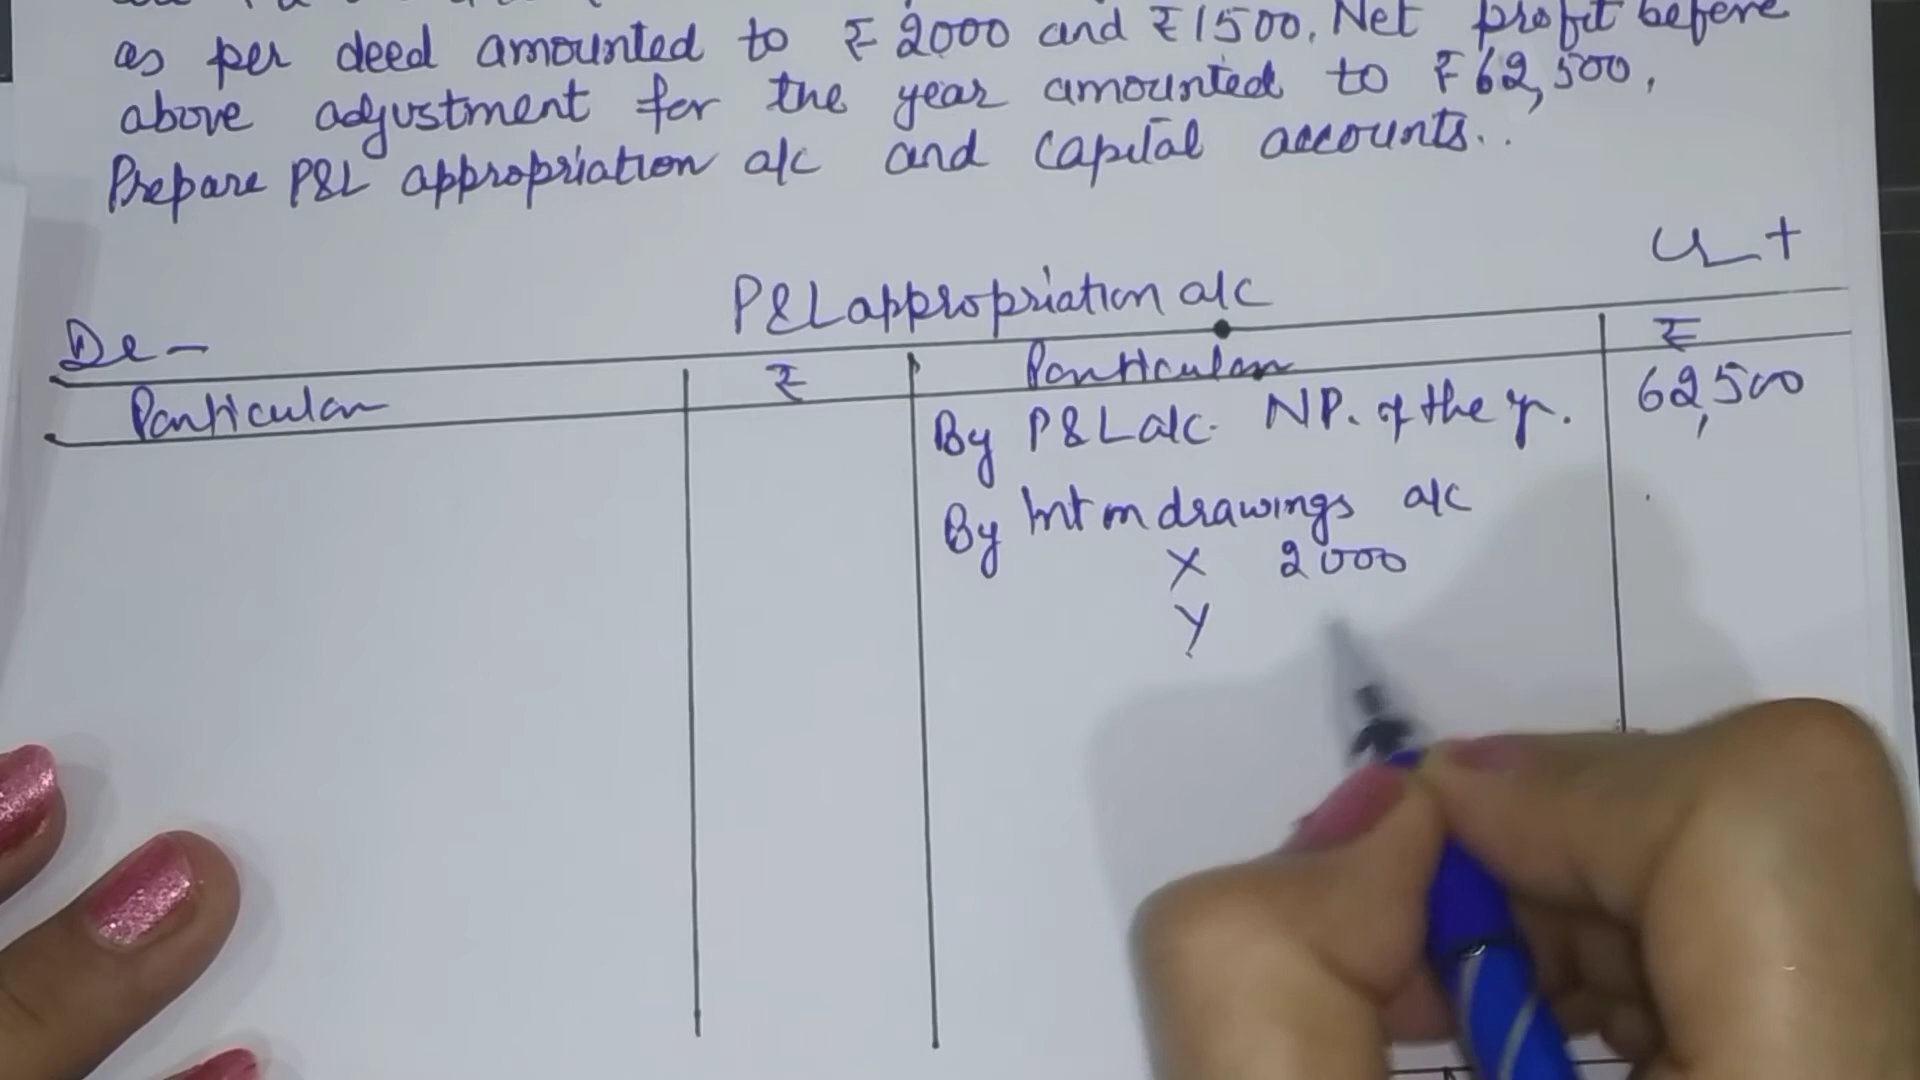 as per deed amounted to ₹ 2000 and ₹1500. Net profit before
above adjustment for the year amounted to ₹62,500.
Prepare P&L appropriation a/c and capital accounts..
P&L appropriation a/c
Cr +
Dr -
Particular ₹ Particular ₹
By P&L a/c. NP. of the yr. 62,500
By Int on drawings a/c
X 2000
Y